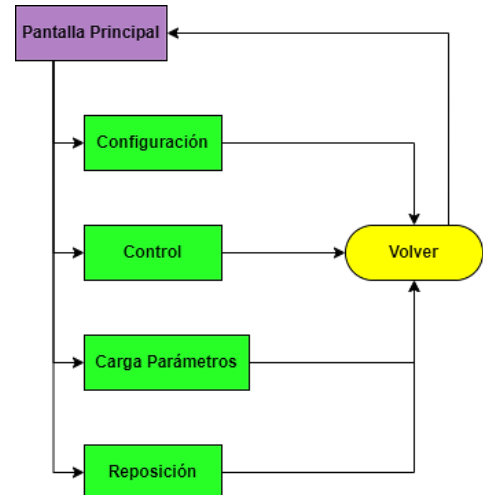 Pantalla Principal
Configuración
Control
Volver
Carga Parámetros
Reposición